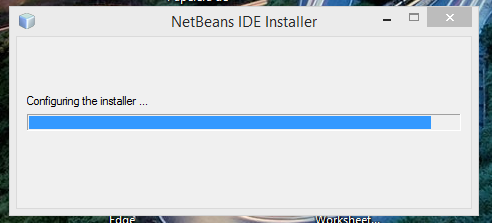 NetBeans IDE Installer
Configuring the installer ...
Edge
Worksheet...